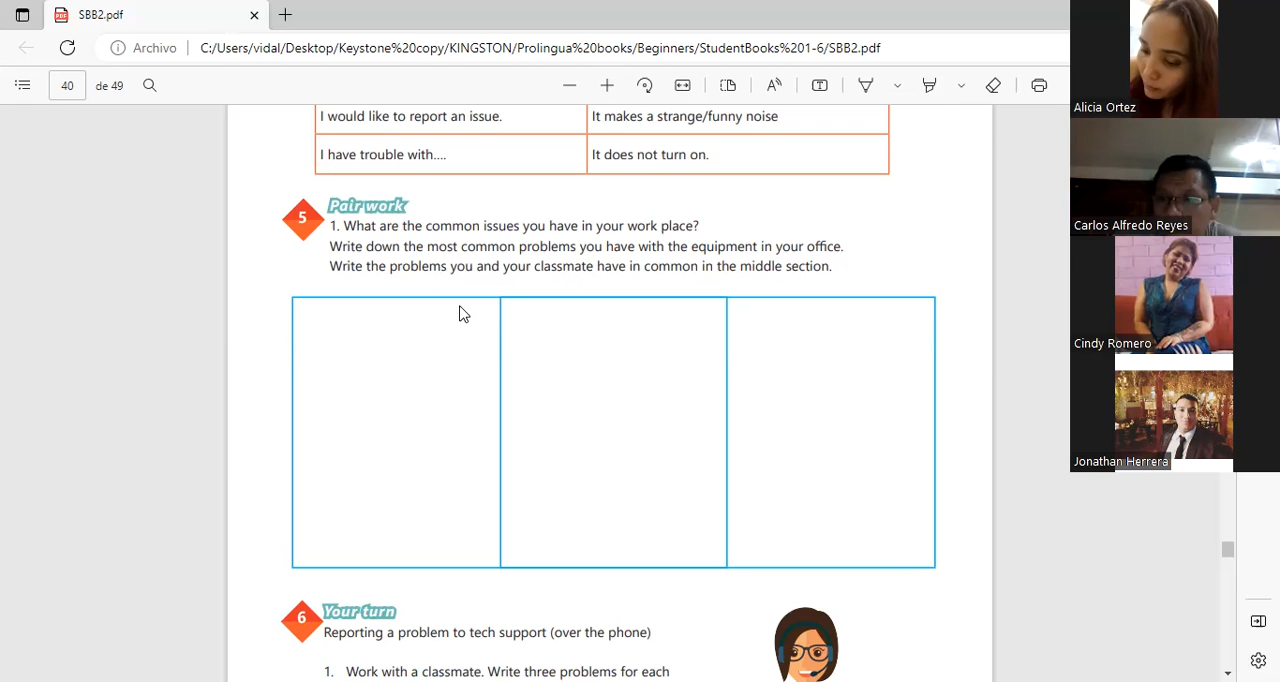 SBB2.pdf
Archivo
C:/Users/vidal/Desktop/Keystone%20copy/KINGSTON/Prolingua%20books/Beginners/StudentBooks%201-6/SBB2.pdf
40
de 49
I would like to report an issue.
It makes a strange/funny noise
I have trouble with....
It does not turn on.
5
Pair work
1. What are the common issues you have in your work place?
Write down the most common problems you have with the equipment in your office.
Write the problems you and your classmate have in common in the middle section.
6
Your turn
Reporting a problem to tech support (over the phone)
1. Work with a classmate. Write three problems for each
Alicia Ortez
Carlos Alfredo Reyes
Cindy Romero
Jonathan Herrera